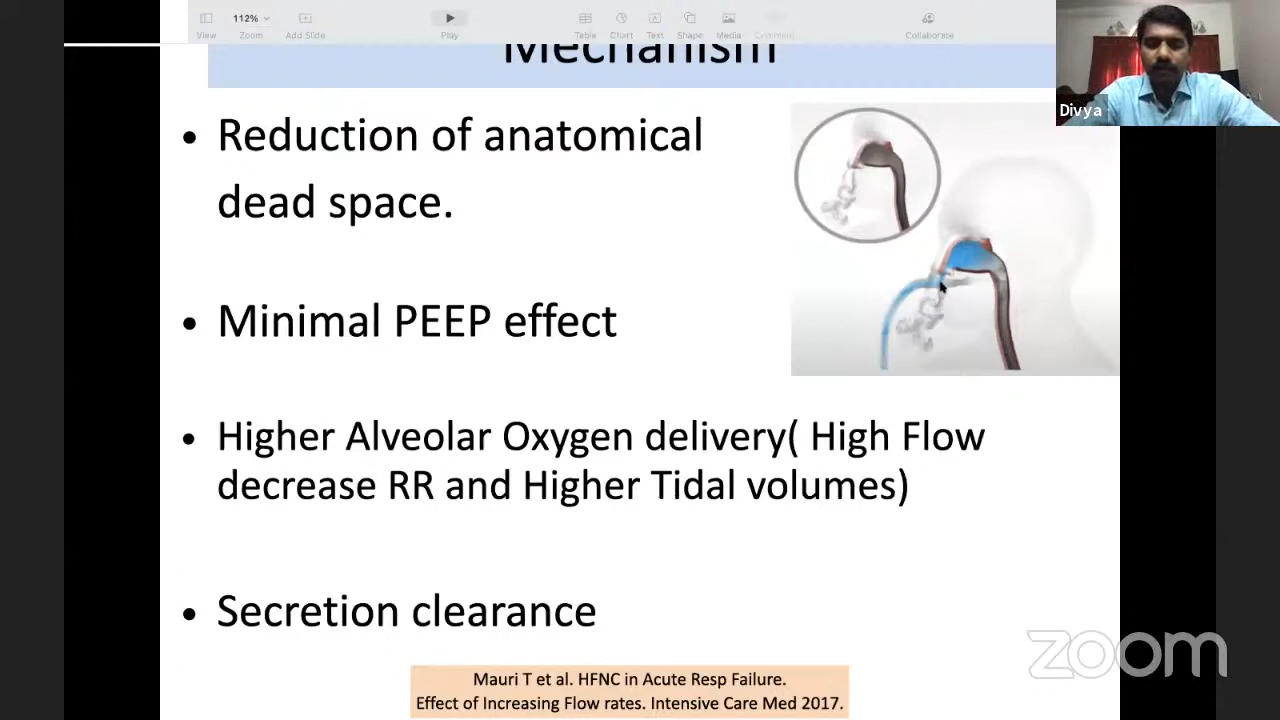 112%
View
Zoom
Add Slide
Play
Table
Chart
Text
Shape
Media
Comment
Collaborate
Divya
Mechanism
• Reduction of anatomical
dead space.
• Minimal PEEP effect
• Higher Alveolar Oxygen delivery( High Flow
decrease RR and Higher Tidal volumes)
• Secretion clearance
zoom
Mauri T et al. HFNC in Acute Resp Failure.
Effect of Increasing Flow rates. Intensive Care Med 2017.